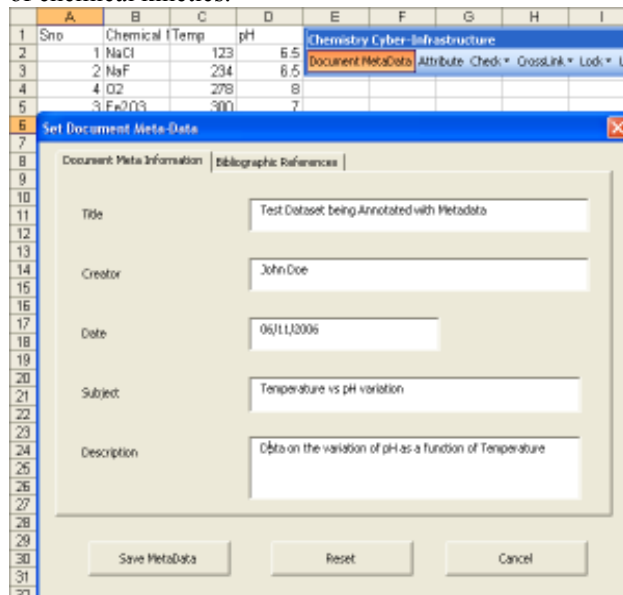 of chemical kinetics.
A B C D E F G H I
1 Sno Chemical Temp pH Chemistry Cyber-Infrastructure
2 1 NaCl 123 6.5 Document MetaData Attribute Check CrossLink Lock
3 2 NaF 234 6.5
4 4 O2 278 8
5 3 Fe2O3 300 7
6 Set Document Meta-Data
7
8 Document Meta Information Bibliographic References
9
10
11 Title Test Dataset being Annotated with Metadata
12
13
14 Creator John Doe
15
16
17 Date 06/11/2006
18
19
20
21 Subject Temperature vs pH variation
22
23
24 Description Data on the variation of pH as a function of Temperature
25
26
27
28
29
30 Save MetaData Reset Cancel
31